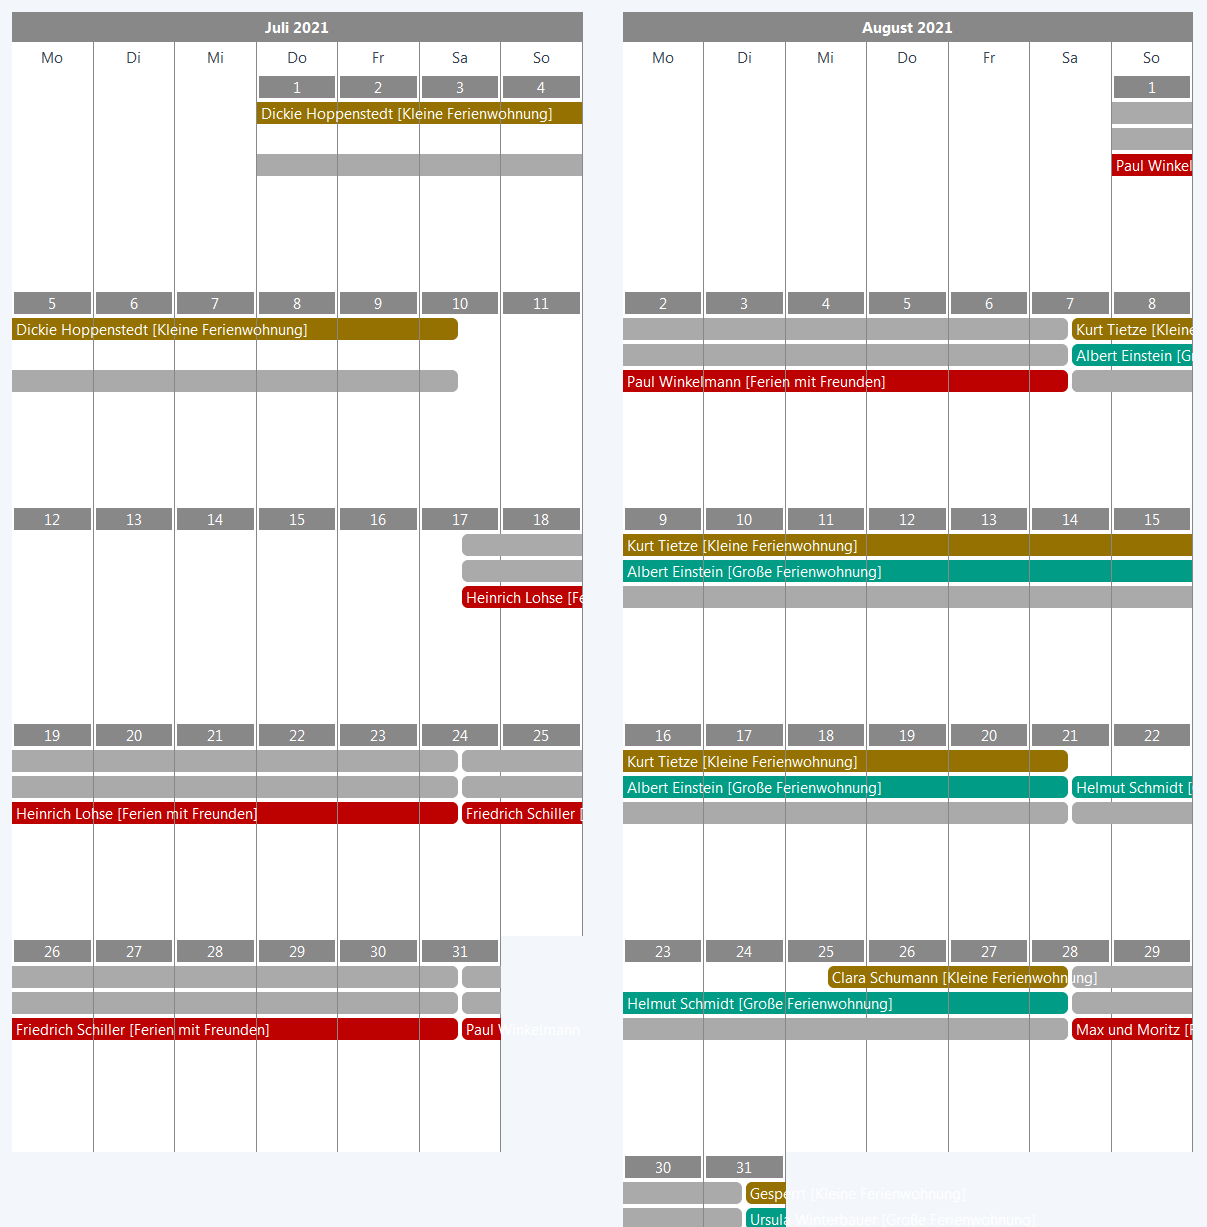 Juli 2021
Mo Di Mi Do Fr Sa So
1 2 3 4
Dickie Hoppenstedt [Kleine Ferienwohnung]
5 6 7 8 9 10 11
Dickie Hoppenstedt [Kleine Ferienwohnung]
12 13 14 15 16 17 18
Heinrich Lohse [Fe
19 20 21 22 23 24 25
Heinrich Lohse [Ferien mit Freunden] Friedrich Schiller [
26 27 28 29 30 31
Friedrich Schiller [Ferien mit Freunden] Paul Winkelmann
August 2021
Mo Di Mi Do Fr Sa So
1
Paul Winkel
2 3 4 5 6 7 8
Kurt Tietze [Kleine
Albert Einstein [G
Paul Winkelmann [Ferien mit Freunden]
9 10 11 12 13 14 15
Kurt Tietze [Kleine Ferienwohnung]
Albert Einstein [Große Ferienwohnung]
16 17 18 19 20 21 22
Kurt Tietze [Kleine Ferienwohnung]
Albert Einstein [Große Ferienwohnung] Helmut Schmidt [
23 24 25 26 27 28 29
Clara Schumann [Kleine Ferienwohnung]
Helmut Schmidt [Große Ferienwohnung]
Max und Moritz [F
30 31
Gesperrt [Kleine Ferienwohnung]
Ursula Winterbauer [Große Ferienwohnung]